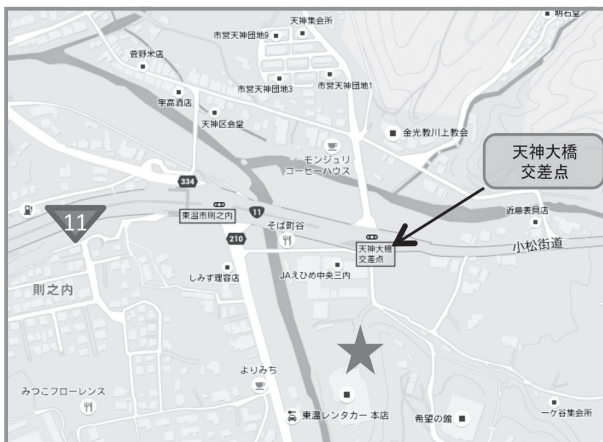 天神集会所
明石堂
市営天神団地9
菅野米店
市営天神団地3
市営天神団地1
宇高酒店
天神区会堂
金光教川上教会
モンジュリ
コーヒーハウス
天神大橋
交差点
334
東温市則之内
11
11
そば町谷
近藤表具店
210
天神大橋
交差点
小松街道
しみず理容店
JAえひめ中央三内
則之内
よりみち
みつこフローレンス
東温レンタカー 本店
希望の館
一ケ谷集会所